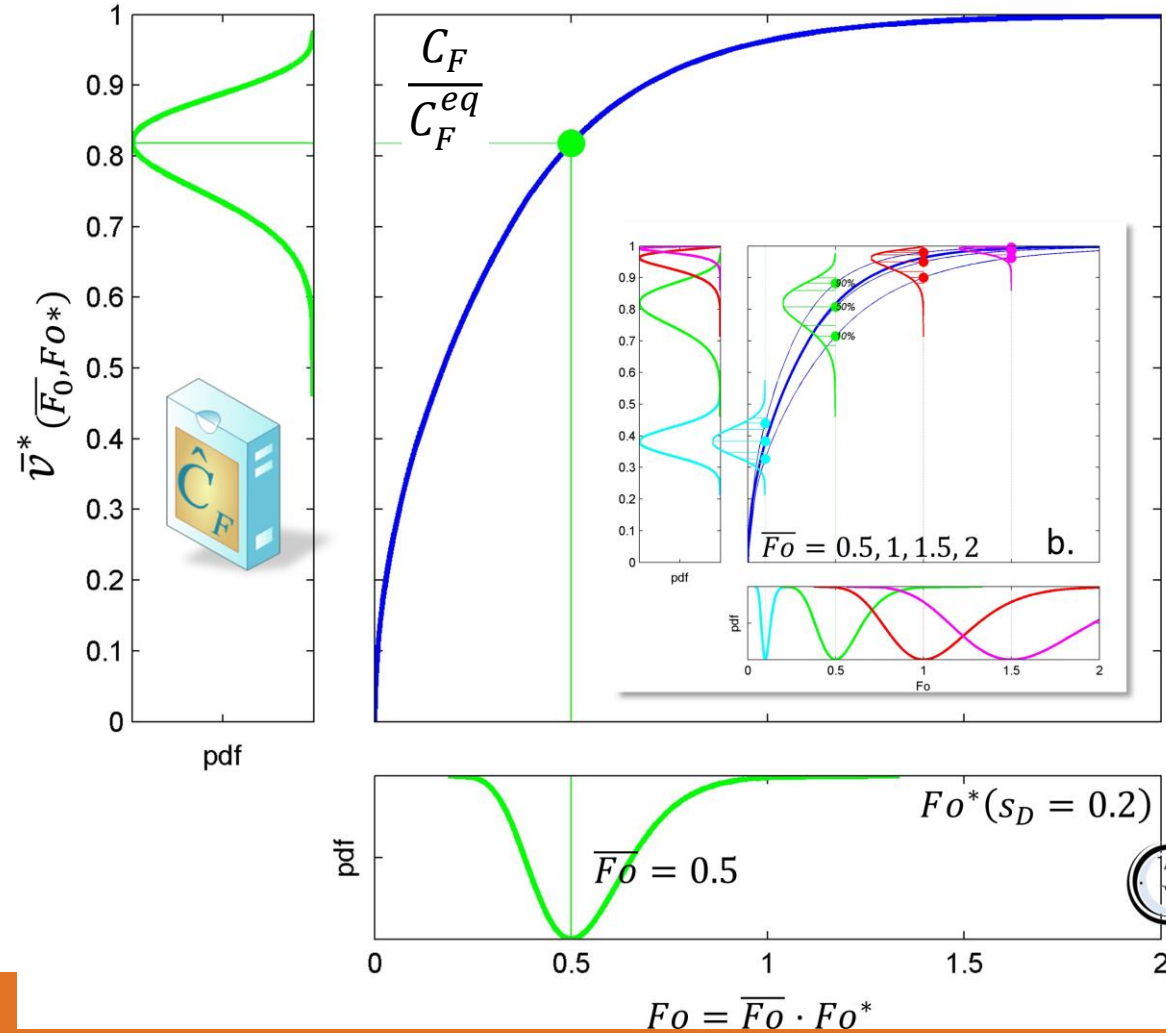 1
0.9
0.8
0.7
0.6
0.5
0.4
0.3
0.2
0.1
0
pdf
v̄* (F̄₀,Fo*)
C_F / C_F^eq
Ĉ_F
1
0.9
0.8
0.7
0.6
0.5
0.4
0.3
0.2
0.1
0
pdf
90%
50%
10%
F̄ō = 0.5, 1, 1.5, 2
b.
pdf
0 0.5 1 1.5 2
Fo
pdf
Fo*(s_D = 0.2)
F̄ō = 0.5
0 0.5 1 1.5 2
Fo = F̄ō · Fo*